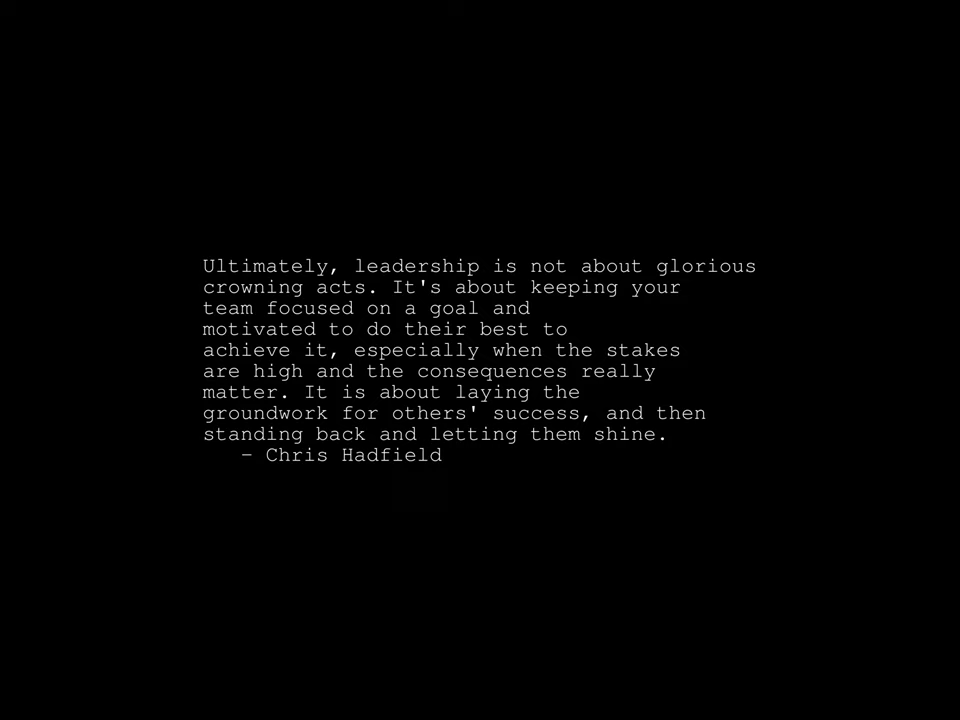 Ultimately, leadership is not about glorious
crowning acts. It's about keeping your
team focused on a goal and
motivated to do their best to
achieve it, especially when the stakes
are high and the consequences really
matter. It is about laying the
groundwork for others' success, and then
standing back and letting them shine.
– Chris Hadfield